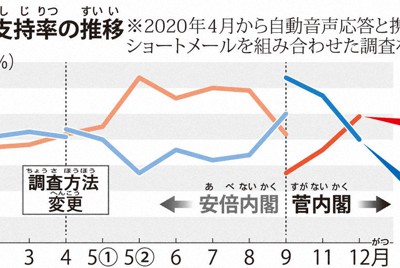 しじりつ すいい
支持率の推移
※2020年4月から自動音声応答と携
ショートメールを組み合わせた調査
%)
ちょうさ ほうほう
調査方法
へんこう
変更
あべないかく
安倍内閣
すがないかく
菅内閣
がつ
3 4 5① 5② 6 7 8 9 10 11 12月